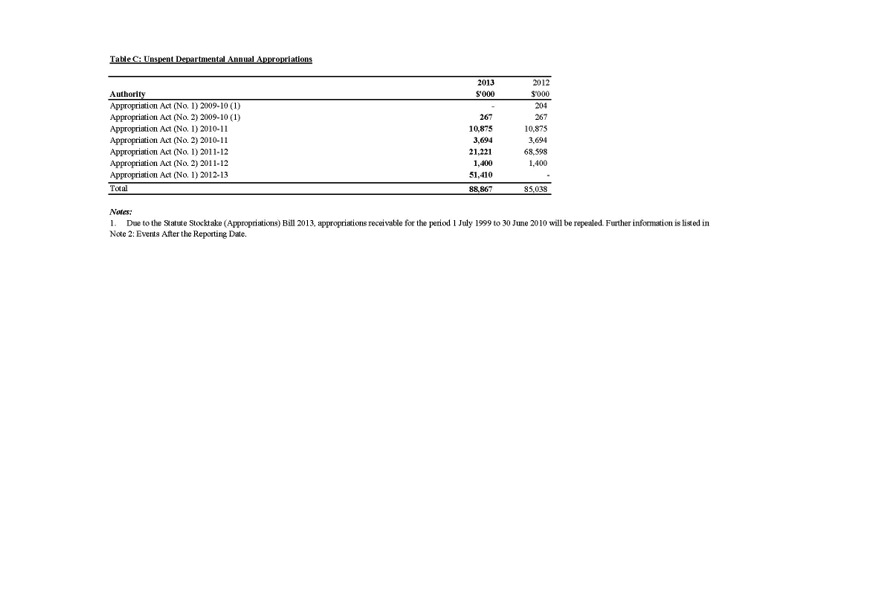 Table C: Unspent Departmental Annual Appropriations
2013 2012
Authority $'000 $'000
Appropriation Act (No. 1) 2009-10 (1) - 204
Appropriation Act (No. 2) 2009-10 (1) 267 267
Appropriation Act (No. 1) 2010-11 10,875 10,875
Appropriation Act (No. 2) 2010-11 3,694 3,694
Appropriation Act (No. 1) 2011-12 21,221 68,598
Appropriation Act (No. 2) 2011-12 1,400 1,400
Appropriation Act (No. 1) 2012-13 51,410 -
Total 88,867 85,038
Notes:
1. Due to the Statute Stocktake (Appropriations) Bill 2013, appropriations receivable for the period 1 July 1999 to 30 June 2010 will be repealed. Further information is listed in
Note 2: Events After the Reporting Date.